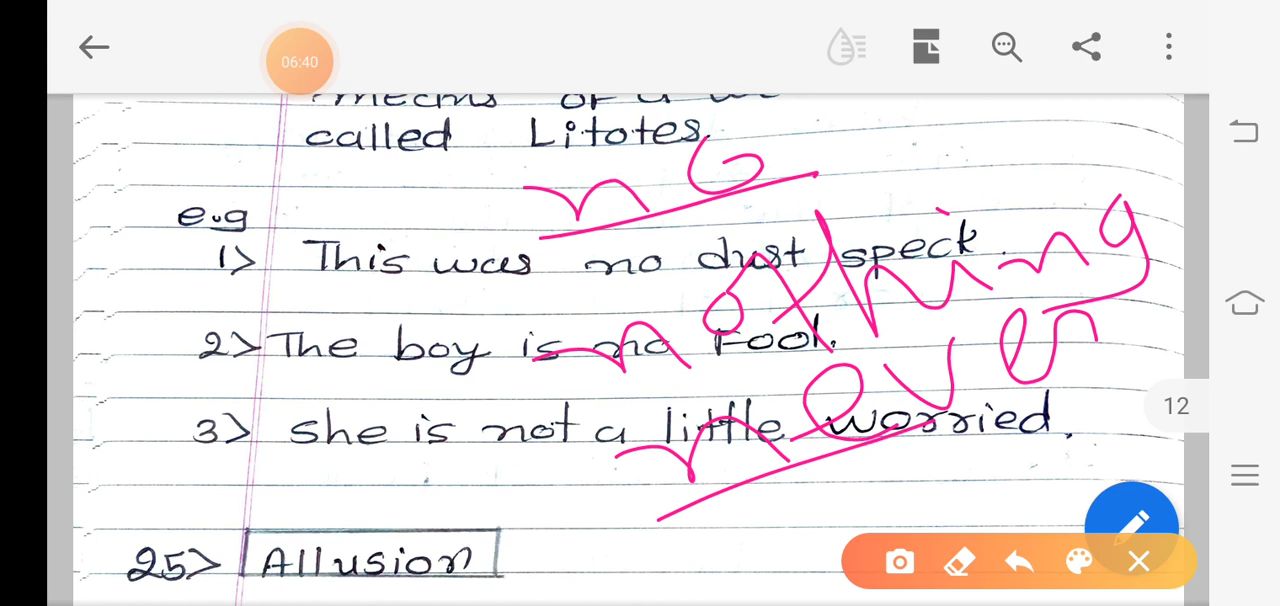 06:40
called Litotes.
no
e.g
1> This was no dust speck.
nothing
2> The boy is no Fool.
never
3> she is not a little worried.
12
25> Allusion